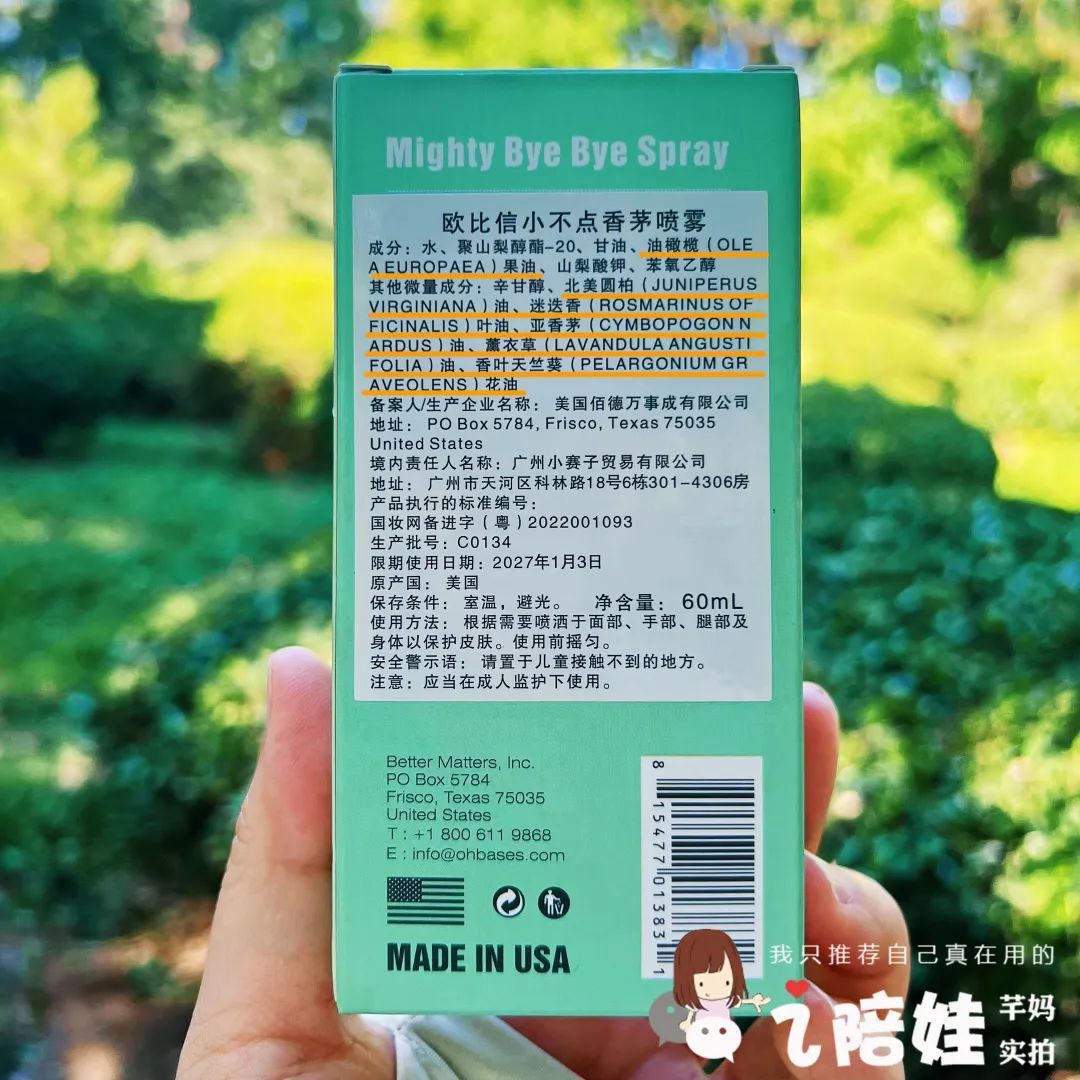 Mighty Bye Bye Spray
欧比信小不点香茅喷雾
成分：水、聚山梨醇酯-20、甘油、油橄榄（OLE
A EUROPAEA）果油、山梨酸钾、苯氧乙醇
其他微量成分：辛甘醇、北美圆柏（JUNIPERUS
VIRGINIANA）油、迷迭香（ROSMARINUS OF
FICINALIS）叶油、亚香茅（CYMBOPOGON N
ARDUS）油、薰衣草（LAVANDULA ANGUSTI
FOLIA）油、香叶天竺葵（PELARGONIUM GR
AVEOLENS）花油
备案人/生产企业名称：美国佰德万事成有限公司
地址：PO Box 5784, Frisco, Texas 75035
United States
境内责任人名称：广州小赛子贸易有限公司
地址：广州市天河区科林路18号6栋301-4306房
产品执行的标准编号：
国妆网备进字（粤）2022001093
生产批号：C0134
限期使用日期：2027年1月3日
原产国：美国
保存条件：室温，避光。 净含量：60mL
使用方法：根据需要喷洒于面部、手部、腿部及
身体以保护皮肤。使用前摇匀。
安全警示语：请置于儿童接触不到的地方。
注意：应当在成人监护下使用。
Better Matters, Inc.
PO Box 5784
Frisco, Texas 75035
United States
T : +1 800 611 9868
E : info@ohbases.com
MADE IN USA
8 15477 01383 1
我只推荐自己真在用的
陪娃
芊妈
实拍